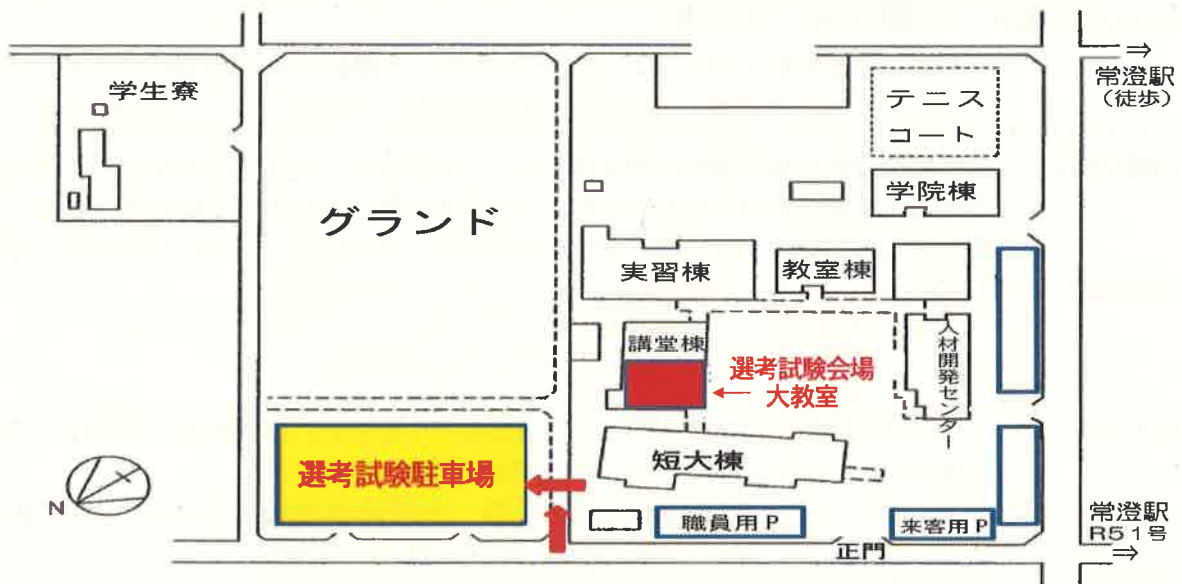 学生寮
グランド
テニス
コート
常澄駅
(徒歩)
学院棟
実習棟
教室棟
講堂棟
人材開発センター
選考試験会場
大教室
選考試験駐車場
短大棟
職員用P
来客用P
正門
N
常澄駅
R51号